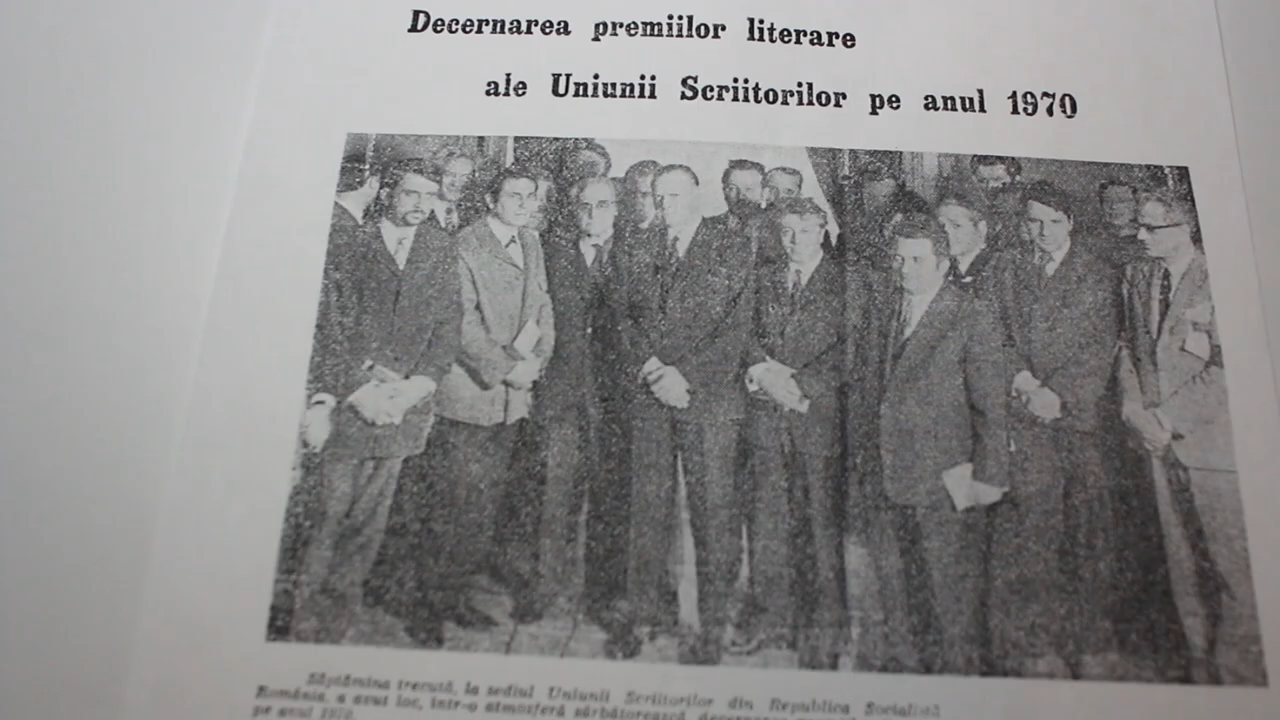 Decernarea premiilor literare
ale Uniunii Scriitorilor pe anul 1970
Săptămîna trecută, la sediul Uniunii Scriitorilor din Republica Socialistă
România, a avut loc, într-o atmosferă sărbătorească, decernarea
pe anul 1970.